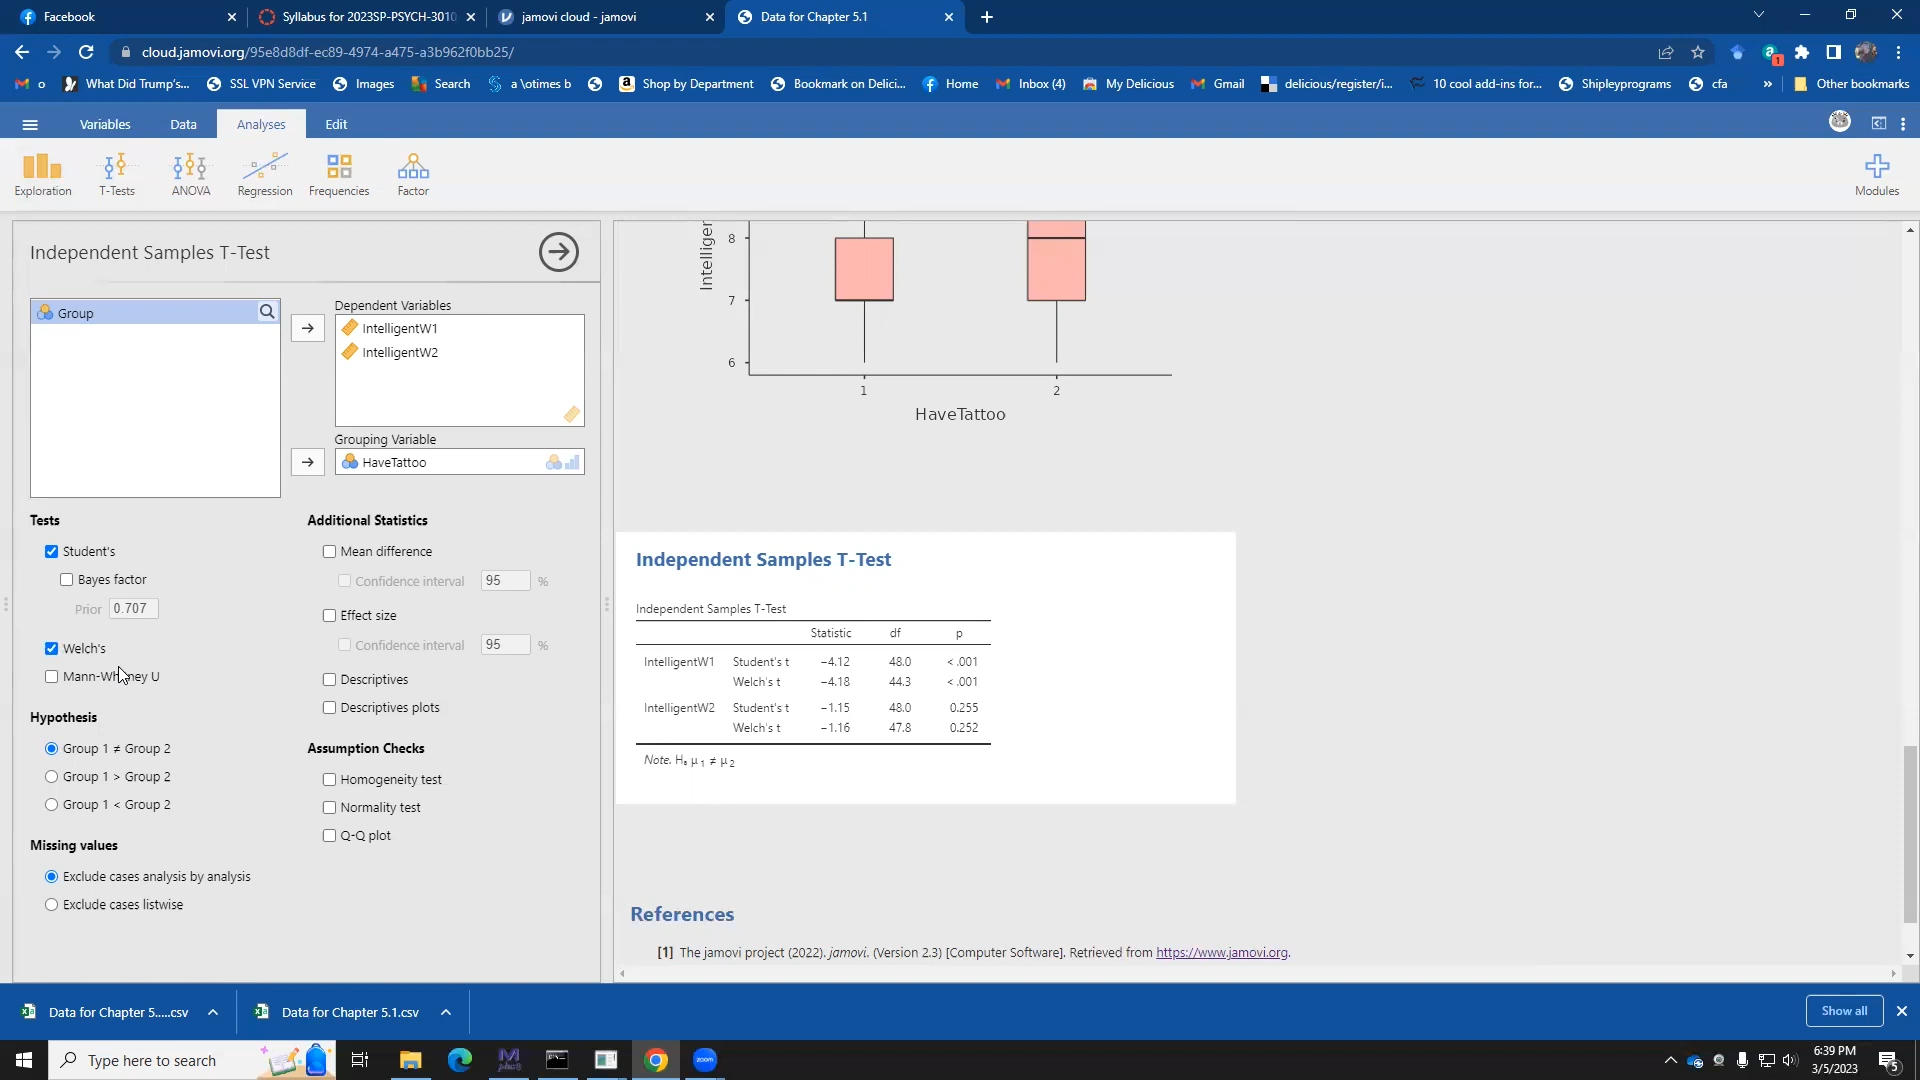 Facebook
Syllabus for 2023SP-PSYCH-3010
jamovi cloud - jamovi
Data for Chapter 5.1
cloud.jamovi.org/95e8d8df-ec89-4974-a475-a3b962f0bb25/
1
o
What Did Trump's...
SSL VPN Service
Images
Search
a \otimes b
Shop by Department
Bookmark on Delici...
Home
Inbox (4)
My Delicious
Gmail
delicious/register/i...
10 cool add-ins for...
Shipleyprograms
cfa
»
Other bookmarks
Variables
Data
Analyses
Edit
Exploration
T-Tests
ANOVA
Regression
Frequencies
Factor
Modules
Independent Samples T-Test
Group
Dependent Variables
IntelligentW1
IntelligentW2
Grouping Variable
HaveTattoo
Tests
Student's
Bayes factor
Prior 0.707
Welch's
Mann-Whitney U
Hypothesis
Group 1 ≠ Group 2
Group 1 > Group 2
Group 1 < Group 2
Missing values
Exclude cases analysis by analysis
Exclude cases listwise
Additional Statistics
Mean difference
Confidence interval 95 %
Effect size
Confidence interval 95 %
Descriptives
Descriptives plots
Assumption Checks
Homogeneity test
Normality test
Q-Q plot
Intelligen
8
7
6
1 2
HaveTattoo
Independent Samples T-Test
Independent Samples T-Test
Statistic df p
IntelligentW1 Student's t −4.12 48.0 < .001
Welch's t −4.18 44.3 < .001
IntelligentW2 Student's t −1.15 48.0 0.255
Welch's t −1.16 47.8 0.252
Note. Hₐ μ 1 ≠ μ 2
References
[1] The jamovi project (2022). jamovi. (Version 2.3) [Computer Software]. Retrieved from https://www.jamovi.org.
Data for Chapter 5.....csv
Data for Chapter 5.1.csv
Show all
Type here to search
zoom
6:39 PM
3/5/2023
5